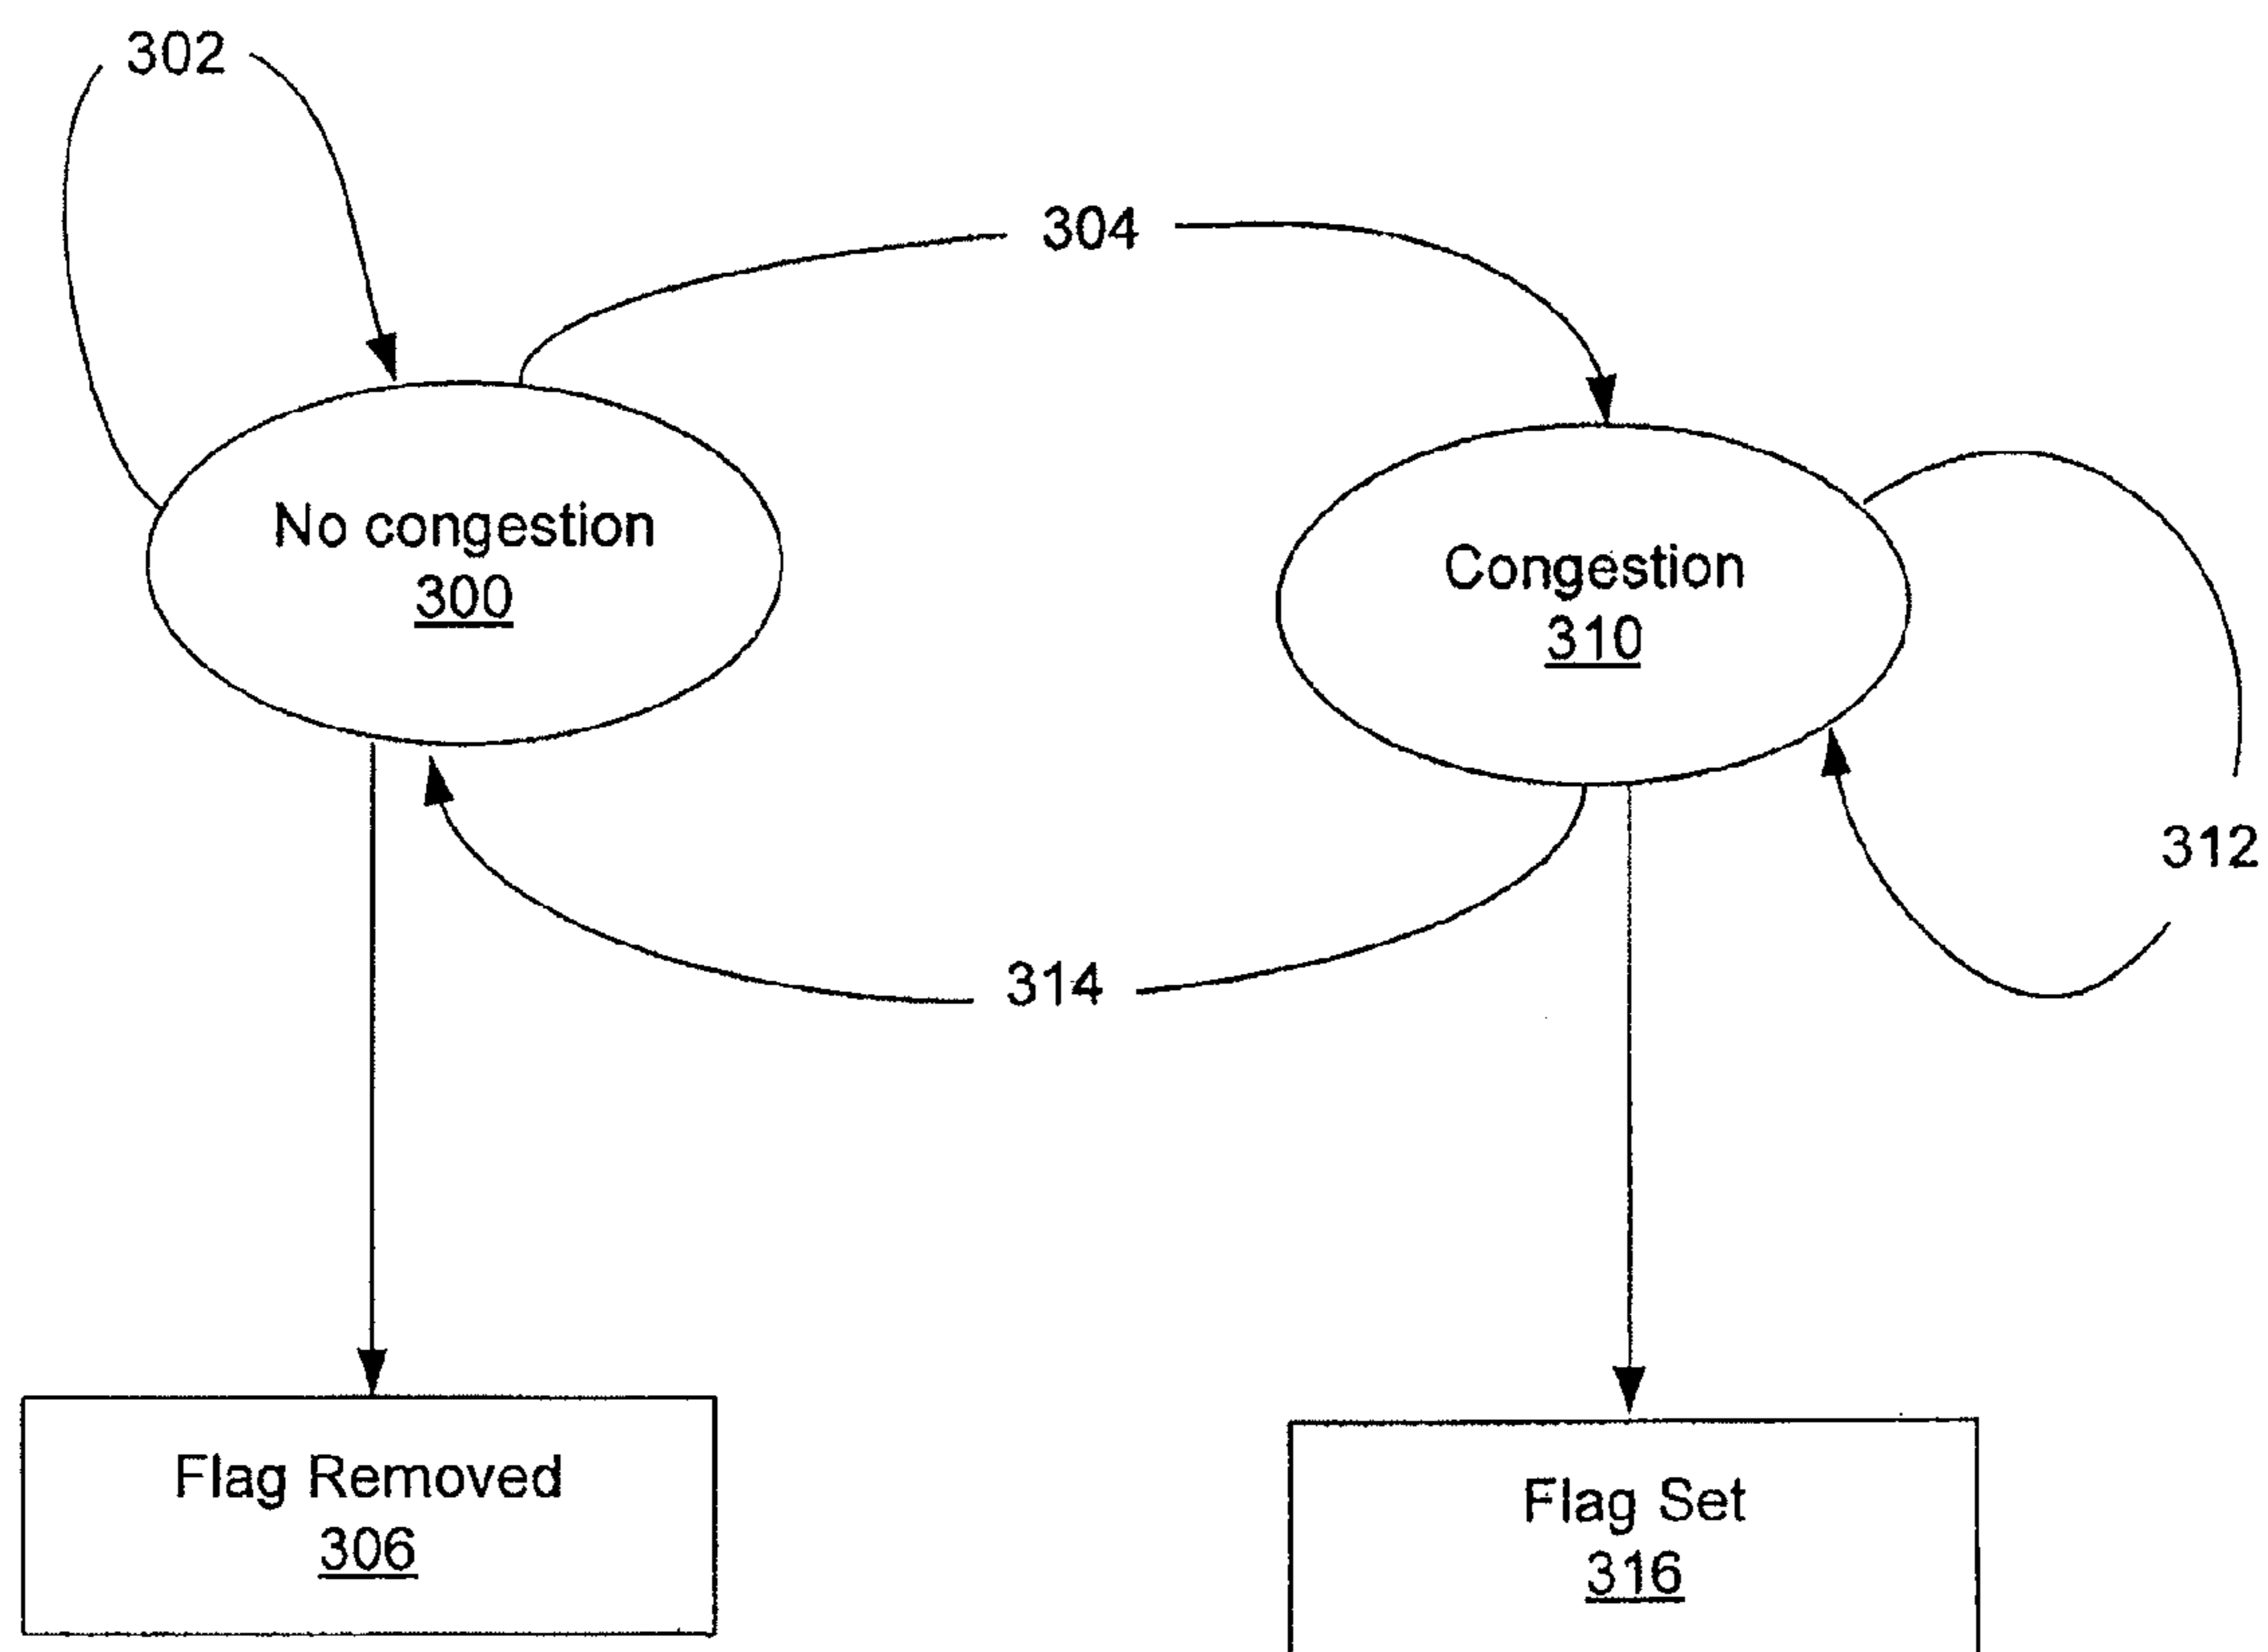 302
304
No congestion
300
Congestion
310
312
314
Flag Removed
306
Flag Set
316